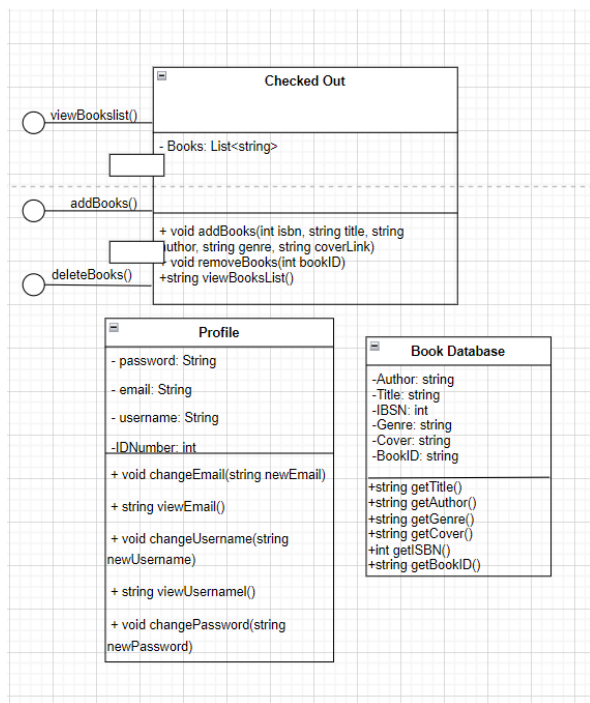 Checked Out
viewBookslist()
- Books: List<string>
addBooks()
+ void addBooks(int isbn, string title, string
author, string genre, string coverLink)
+ void removeBooks(int bookID)
deleteBooks()
+string viewBooksList()
Profile
- password: String
- email: String
- username: String
-IDNumber: int
+ void changeEmail(string newEmail)
+ string viewEmail()
+ void changeUsername(string
newUsername)
+ string viewUsernamel()
+ void changePassword(string
newPassword)
Book Database
-Author: string
-Title: string
-IBSN: int
-Genre: string
-Cover: string
-BookID: string
+string getTitle()
+string getAuthor()
+string getGenre()
+string getCover()
+int getISBN()
+string getBookID()